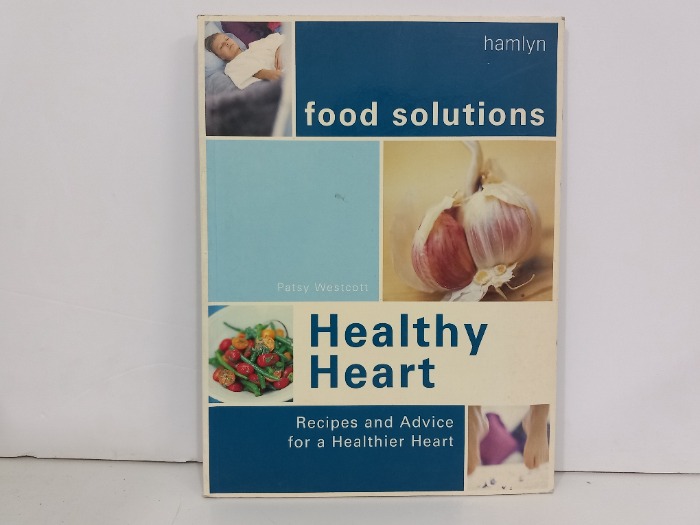 hamlyn
food solutions
Patsy Westcott
Healthy
Heart
Recipes and Advice
for a Healthier Heart